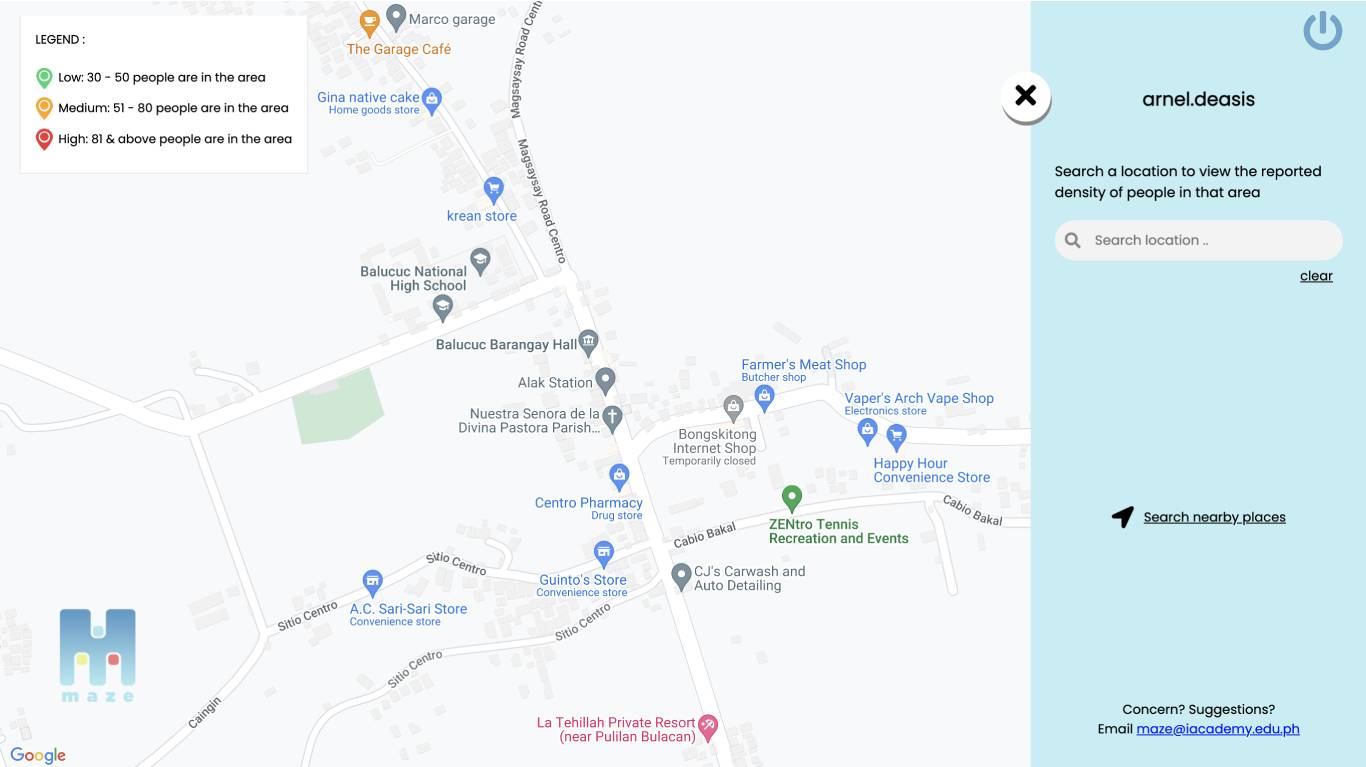 LEGEND :
Low: 30 - 50 people are in the area
Medium: 51 - 80 people are in the area
High: 81 & above people are in the area
Marco garage
The Garage Café
Gina native cake
Home goods store
Magsaysay Road Centro
Magsaysay Road Centro
krean store
Balucuc National
High School
Balucuc Barangay Hall
Alak Station
Nuestra Senora de la
Divina Pastora Parish...
Farmer's Meat Shop
Butcher shop
Vaper's Arch Vape Shop
Electronics store
Bongskitong
Internet Shop
Temporarily closed
Happy Hour
Convenience Store
Centro Pharmacy
Drug store
ZENtro Tennis
Recreation and Events
Cabio Bakal
Cabio Bakal
Sitio Centro
Guinto's Store
Convenience store
CJ's Carwash and
Auto Detailing
A.C. Sari-Sari Store
Convenience store
Sitio Centro
Sitio Centro
Sitio Centro
Caingin
La Tehillah Private Resort
(near Pulilan Bulacan)
maze
Google
arnel.deasis
Search a location to view the reported
density of people in that area
Search location ..
clear
Search nearby places
Concern? Suggestions?
Email maze@iacademy.edu.ph